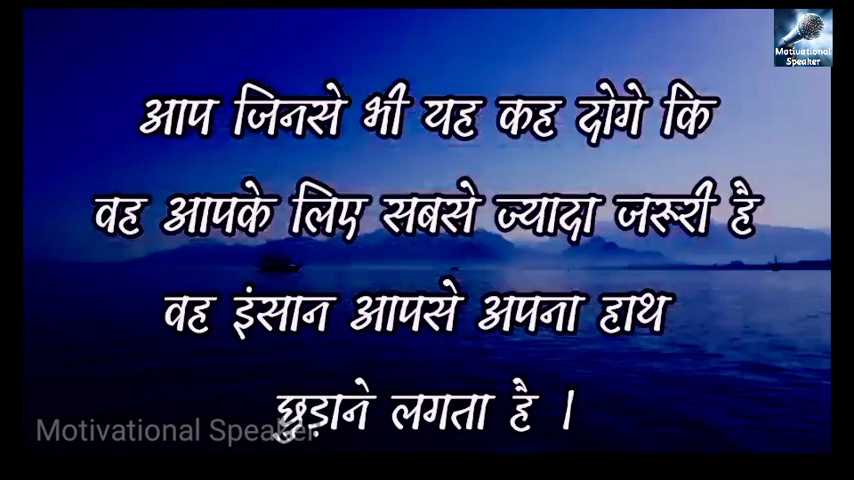 Motivational
Speaker
आप जिनसे भी यह कह दोगे कि
वह आपके लिए सबसे ज्यादा जरूरी है
वह इंसान आपसे अपना हाथ
छुड़ाने लगता है ।
Motivational Speaker